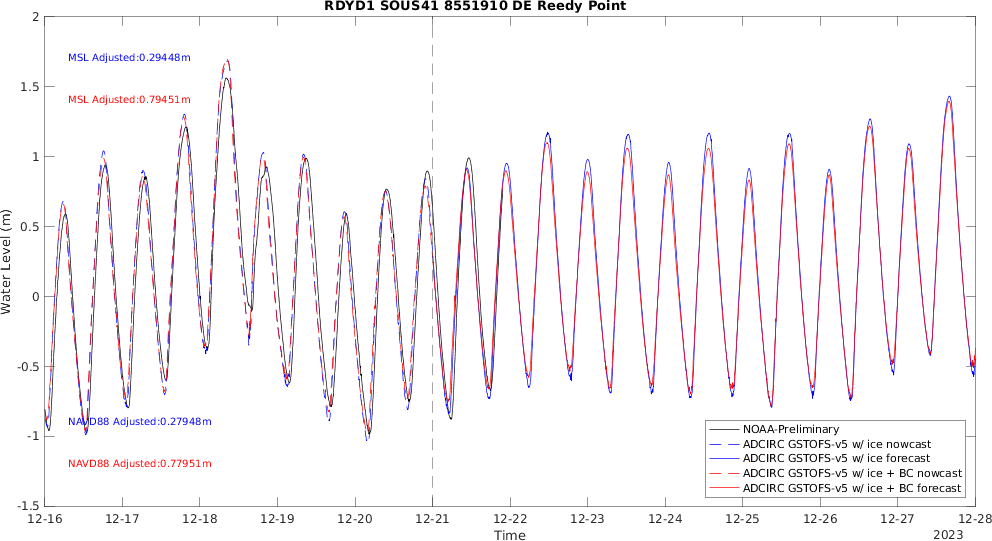 RDYD1 SOUS41 8551910 DE Reedy Point
2
1.5
1
0.5
0
-0.5
-1
-1.5
Water Level (m)
MSL Adjusted:0.29448m
MSL Adjusted:0.79451m
NAVD88 Adjusted:0.27948m
NAVD88 Adjusted:0.77951m
NOAA-Preliminary
ADCIRC GSTOFS-v5 w/ ice nowcast
ADCIRC GSTOFS-v5 w/ ice forecast
ADCIRC GSTOFS-v5 w/ ice + BC nowcast
ADCIRC GSTOFS-v5 w/ ice + BC forecast
12-16 12-17 12-18 12-19 12-20 12-21 12-22 12-23 12-24 12-25 12-26 12-27 12-28
Time
2023